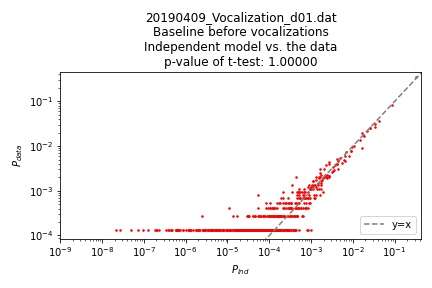 20190409_Vocalization_d01.dat
Baseline before vocalizations
Independent model vs. the data
p-value of t-test: 1.00000
P_data
10⁻¹
10⁻²
10⁻³
10⁻⁴
y=x
10⁻⁹ 10⁻⁸ 10⁻⁷ 10⁻⁶ 10⁻⁵ 10⁻⁴ 10⁻³ 10⁻² 10⁻¹
P_ind